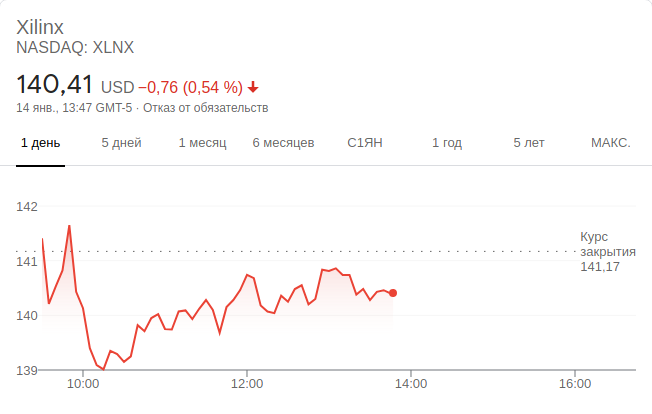 Xilinx
NASDAQ: XLNX
140,41 USD −0,76 (0,54 %)
14 янв., 13:47 GMT-5 · Отказ от обязательств
1 день 5 дней 1 месяц 6 месяцев С1ЯН 1 год 5 лет МАКС.
142
141
140
139
Курс
закрытия
141,17
10:00 12:00 14:00 16:00